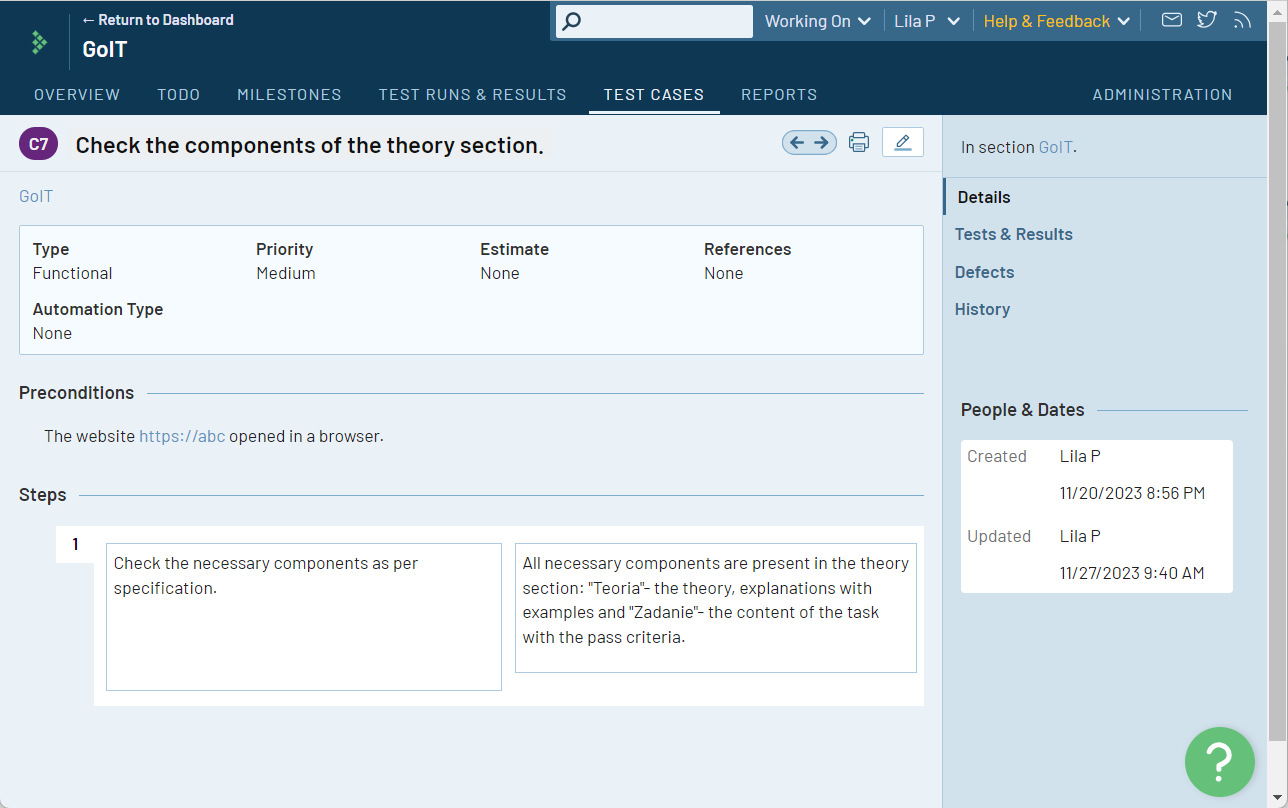 ← Return to Dashboard
GoIT
Working On
Lila P
Help & Feedback
OVERVIEW
TODO
MILESTONES
TEST RUNS & RESULTS
TEST CASES
REPORTS
ADMINISTRATION
C7
Check the components of the theory section.
In section GoIT.
GoIT
Details
Tests & Results
Defects
History
Type
Functional
Priority
Medium
Estimate
None
References
None
Automation Type
None
Preconditions
The website https://abc opened in a browser.
People & Dates
Created
Lila P
11/20/2023 8:56 PM
Updated
Lila P
11/27/2023 9:40 AM
Steps
1
Check the necessary components as per
specification.
All necessary components are present in the theory
section: "Teoria"- the theory, explanations with
examples and "Zadanie"- the content of the task
with the pass criteria.
?